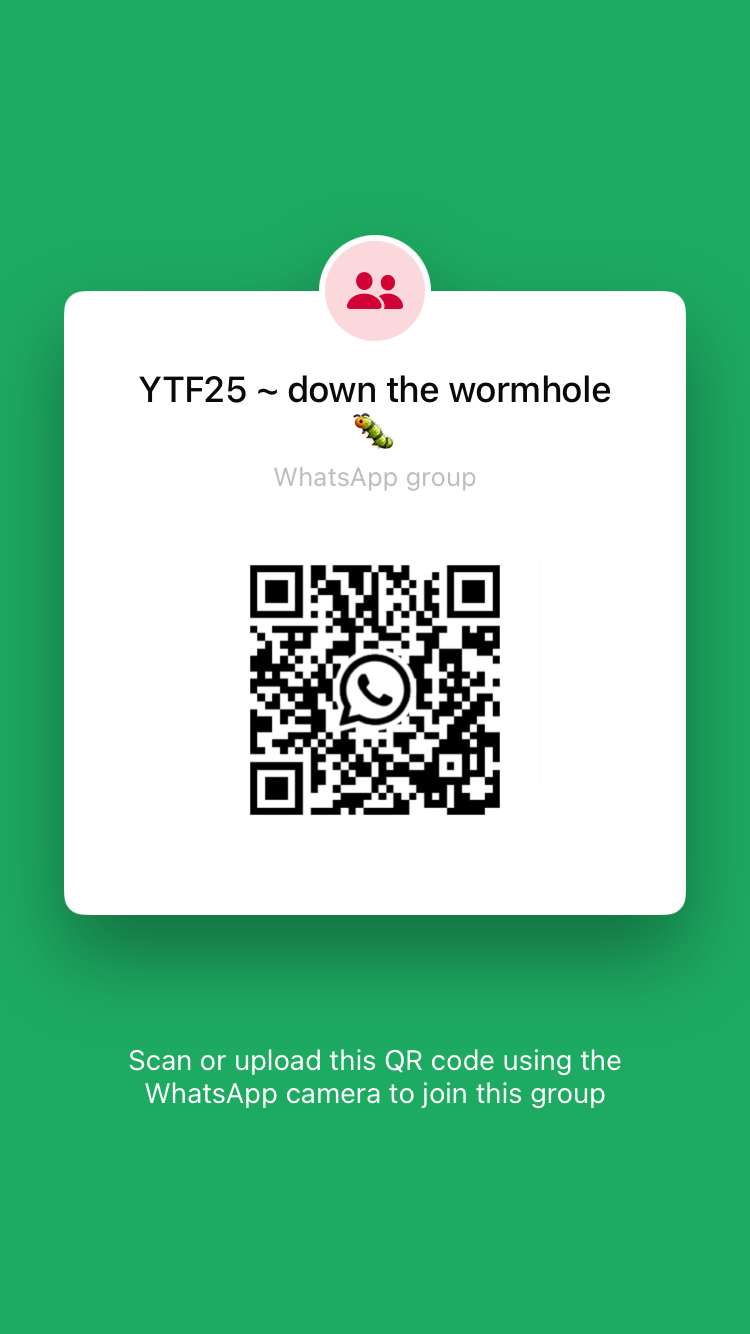 YTF25 ~ down the wormhole
🐛
WhatsApp group
Scan or upload this QR code using the
WhatsApp camera to join this group